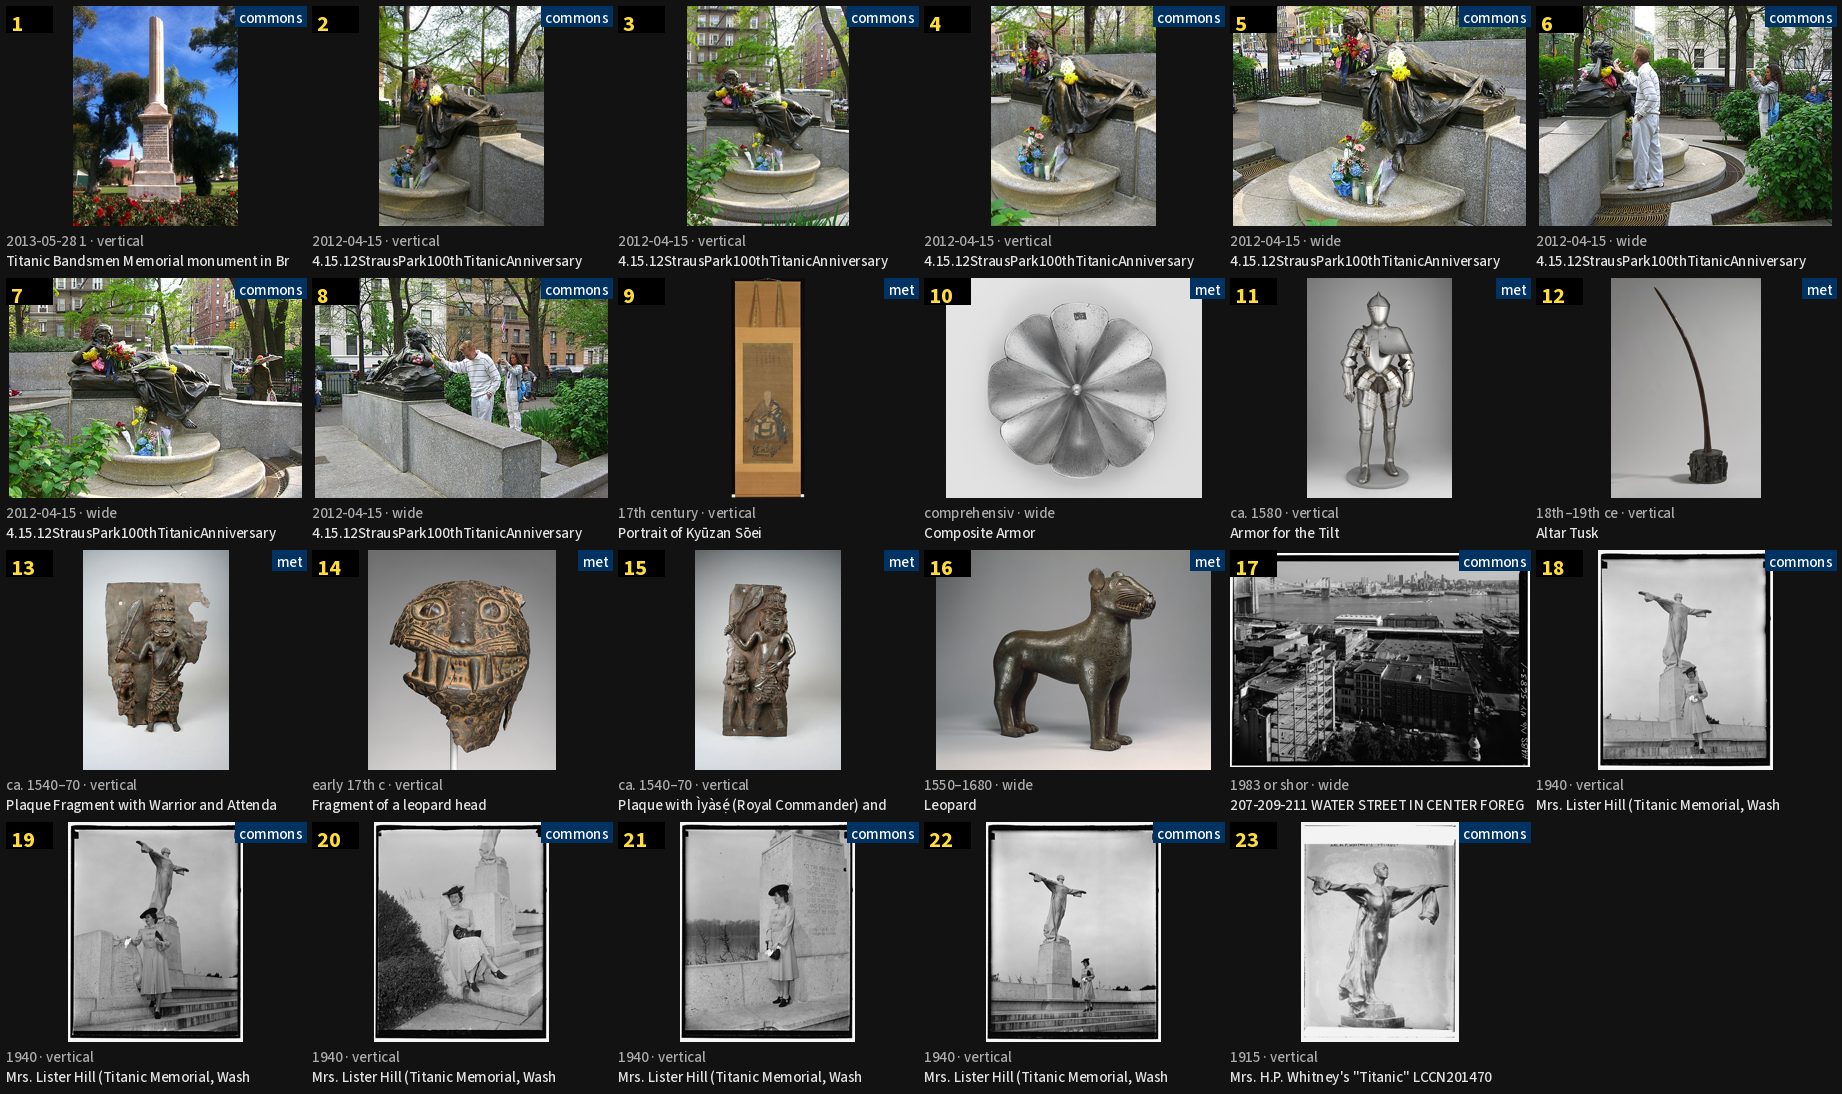 1 commons
2013-05-28 1 · vertical
Titanic Bandsmen Memorial monument in Br
2 commons
2012-04-15 · vertical
4.15.12StrausPark100thTitanicAnniversary
3 commons
2012-04-15 · vertical
4.15.12StrausPark100thTitanicAnniversary
4 commons
2012-04-15 · vertical
4.15.12StrausPark100thTitanicAnniversary
5 commons
2012-04-15 · wide
4.15.12StrausPark100thTitanicAnniversary
6 commons
2012-04-15 · wide
4.15.12StrausPark100thTitanicAnniversary
7 commons
2012-04-15 · wide
4.15.12StrausPark100thTitanicAnniversary
8 commons
2012-04-15 · wide
4.15.12StrausPark100thTitanicAnniversary
9 met
17th century · vertical
Portrait of Kyūzan Sōei
10 met
comprehensiv · wide
Composite Armor
11 met
ca. 1580 · vertical
Armor for the Tilt
12 met
18th–19th ce · vertical
Altar Tusk
13 met
ca. 1540–70 · vertical
Plaque Fragment with Warrior and Attenda
14 met
early 17th c · vertical
Fragment of a leopard head
15 met
ca. 1540–70 · vertical
Plaque with Ìyàsẹ́ (Royal Commander) and
16 met
1550–1680 · wide
Leopard
17 commons
1983 or shor · wide
207-209-211 WATER STREET IN CENTER FOREG
18 commons
1940 · vertical
Mrs. Lister Hill (Titanic Memorial, Wash
19 commons
1940 · vertical
Mrs. Lister Hill (Titanic Memorial, Wash
20 commons
1940 · vertical
Mrs. Lister Hill (Titanic Memorial, Wash
21 commons
1940 · vertical
Mrs. Lister Hill (Titanic Memorial, Wash
22 commons
1940 · vertical
Mrs. Lister Hill (Titanic Memorial, Wash
23 commons
1915 · vertical
Mrs. H.P. Whitney's "Titanic" LCCN201470